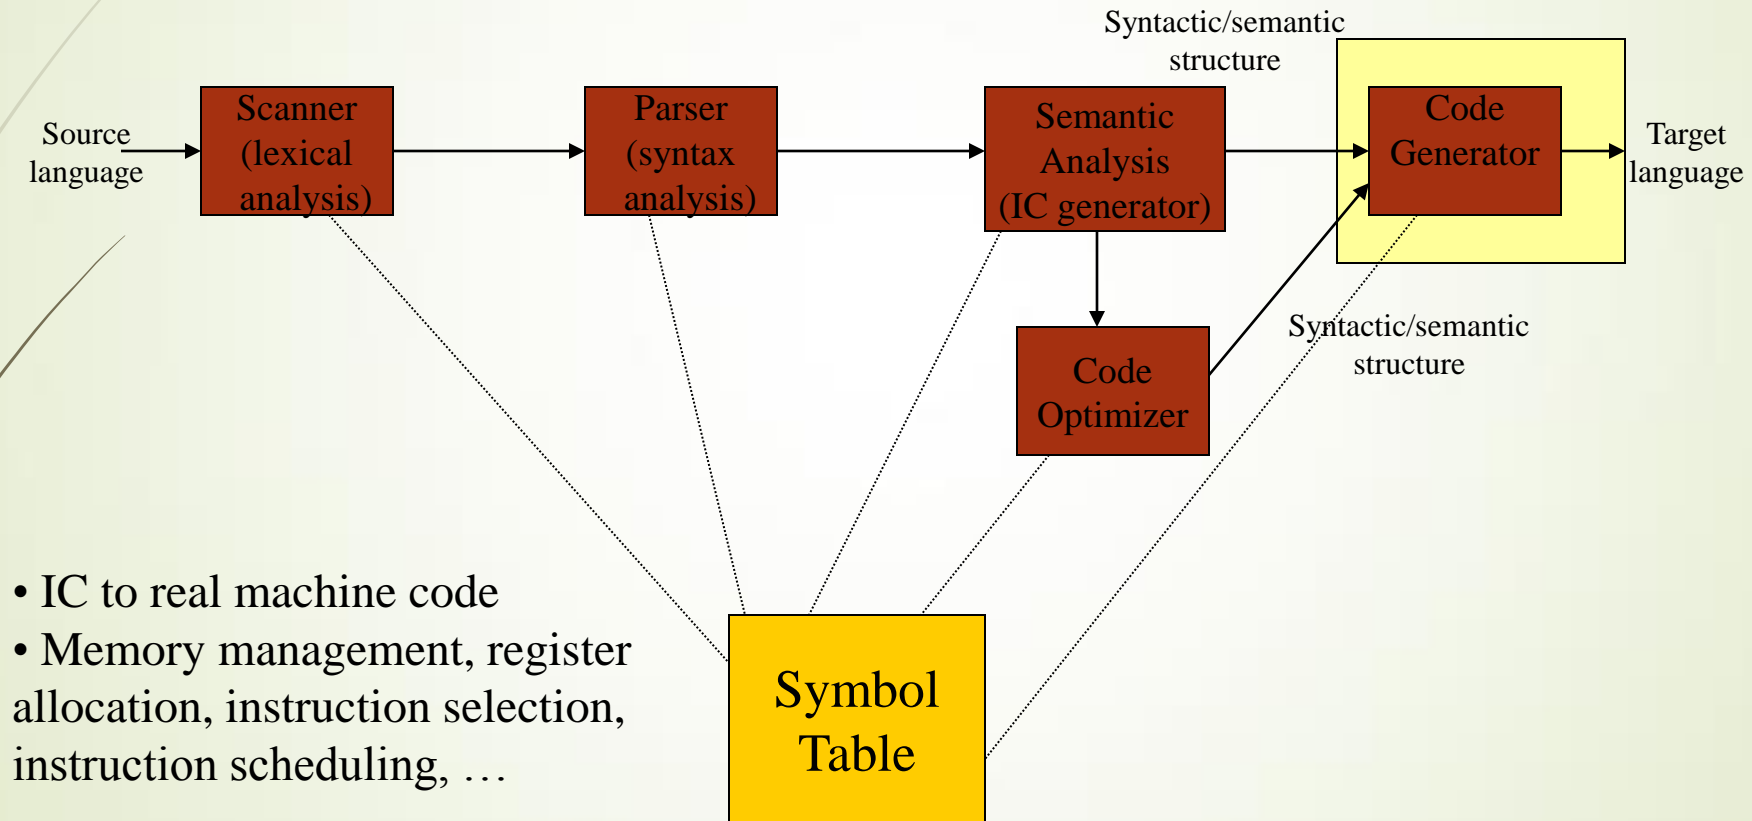 Syntactic/semantic
structure
Source
language
Scanner
(lexical
analysis)
Parser
(syntax
analysis)
Semantic
Analysis
(IC generator)
Code
Generator
Target
language
Syntactic/semantic
structure
Code
Optimizer
• IC to real machine code
• Memory management, register
allocation, instruction selection,
instruction scheduling, …
Symbol
Table